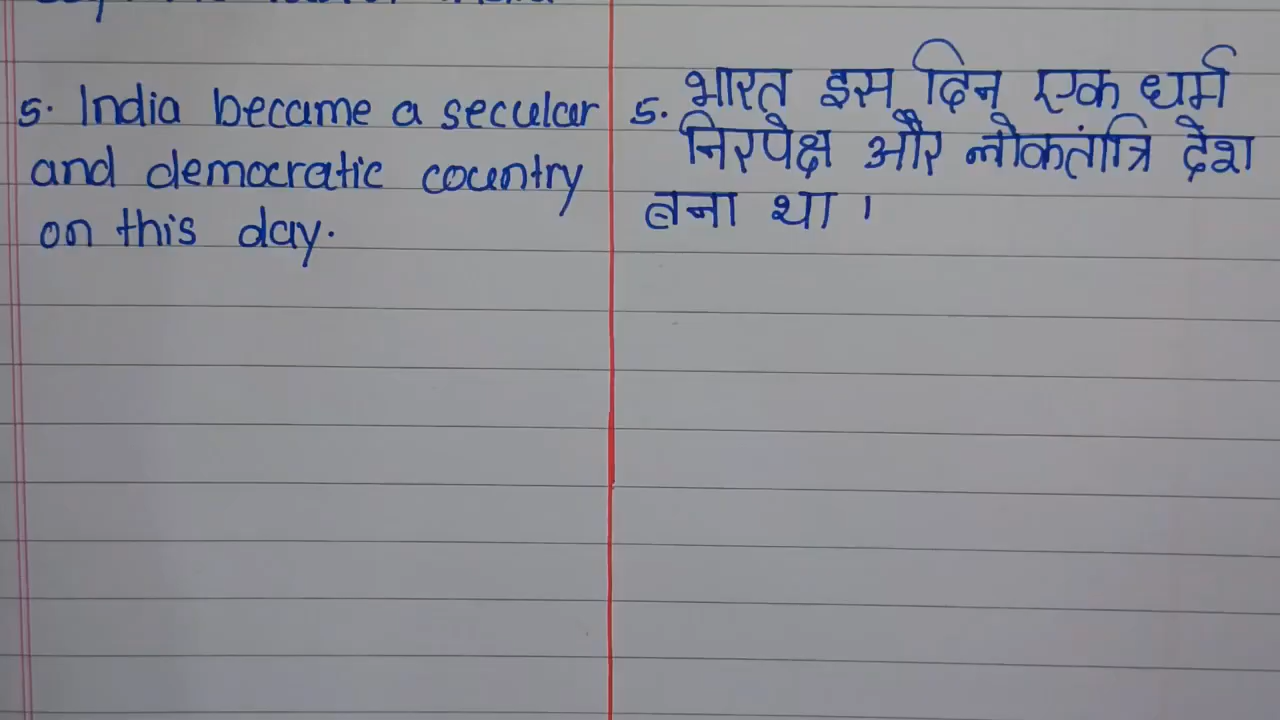 5. India became a secular
and democratic country
on this day.
5. भारत इस दिन एक धर्म
निरपेक्ष और लोकतांत्रि देश
बना था।